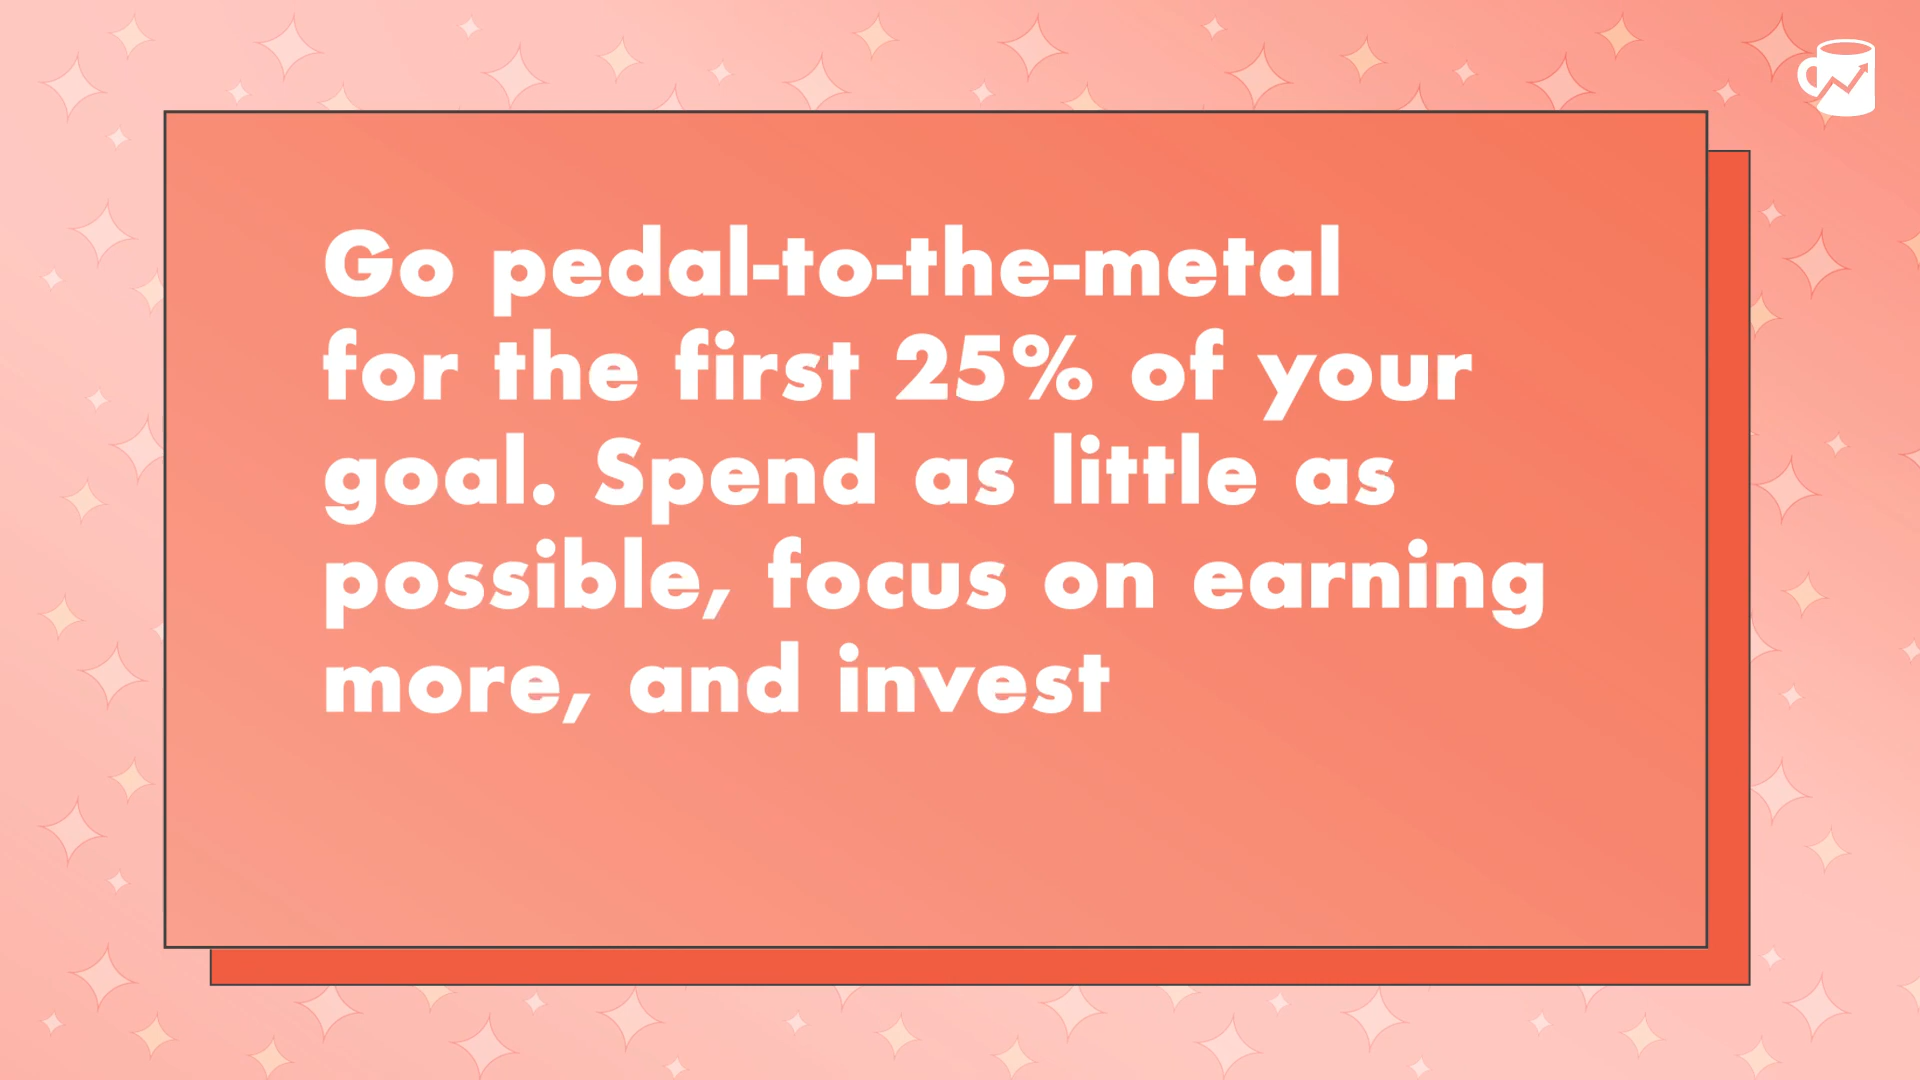 Go pedal-to-the-metal
for the first 25% of your
goal. Spend as little as
possible, focus on earning
more, and invest